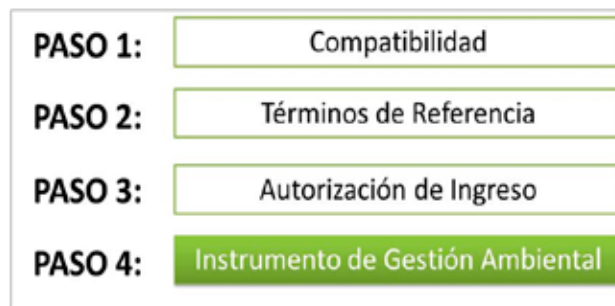 PASO 1: Compatibilidad
PASO 2: Términos de Referencia
PASO 3: Autorización de Ingreso
PASO 4: Instrumento de Gestión Ambiental